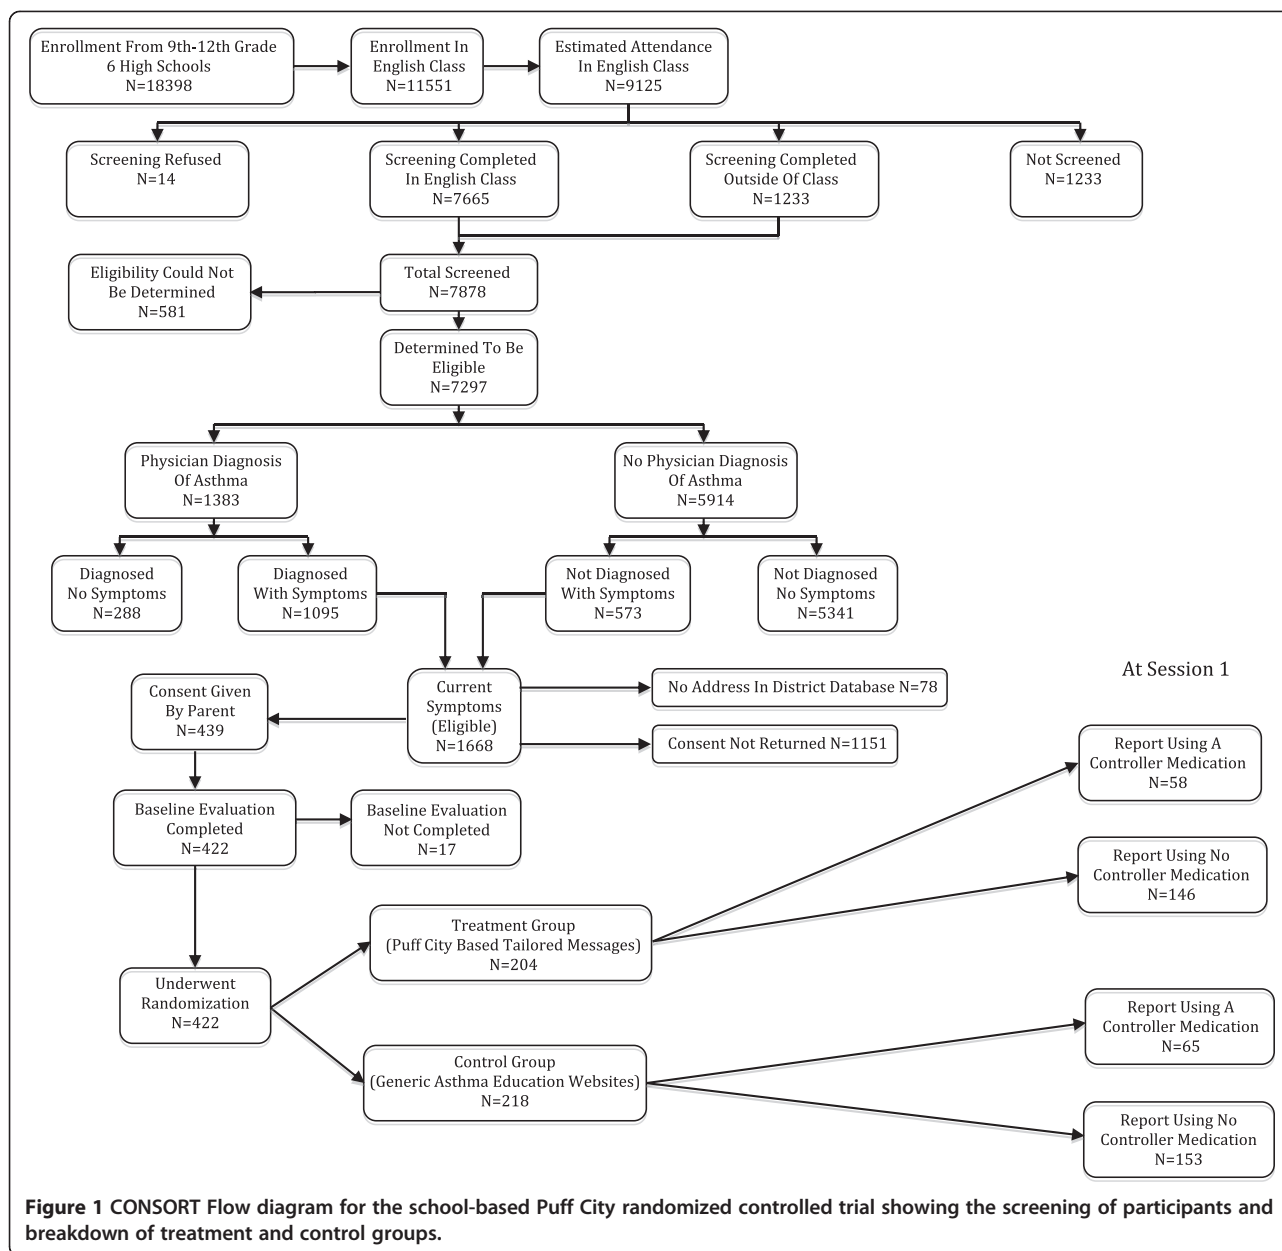 Enrollment From 9th-12th Grade
6 High Schools
N=18398
Enrollment In
English Class
N=11551
Estimated Attendance
In English Class
N=9125
Screening Refused
N=14
Screening Completed
In English Class
N=7665
Screening Completed
Outside Of Class
N=1233
Not Screened
N=1233
Eligibility Could Not
Be Determined
N=581
Total Screened
N=7878
Determined To Be
Eligible
N=7297
Physician Diagnosis
Of Asthma
N=1383
No Physician Diagnosis
Of Asthma
N=5914
Diagnosed
No Symptoms
N=288
Diagnosed
With Symptoms
N=1095
Not Diagnosed
With Symptoms
N=573
Not Diagnosed
No Symptoms
N=5341
Consent Given
By Parent
N=439
Current
Symptoms
(Eligible)
N=1668
No Address In District Database N=78
Consent Not Returned N=1151
At Session 1
Baseline Evaluation
Completed
N=422
Baseline Evaluation
Not Completed
N=17
Report Using A
Controller Medication
N=58
Report Using No
Controller Medication
N=146
Treatment Group
(Puff City Based Tailored Messages)
N=204
Underwent
Randomization
N=422
Control Group
(Generic Asthma Education Websites)
N=218
Report Using A
Controller Medication
N=65
Report Using No
Controller Medication
N=153
Figure 1 CONSORT Flow diagram for the school-based Puff City randomized controlled trial showing the screening of participants and
breakdown of treatment and control groups.